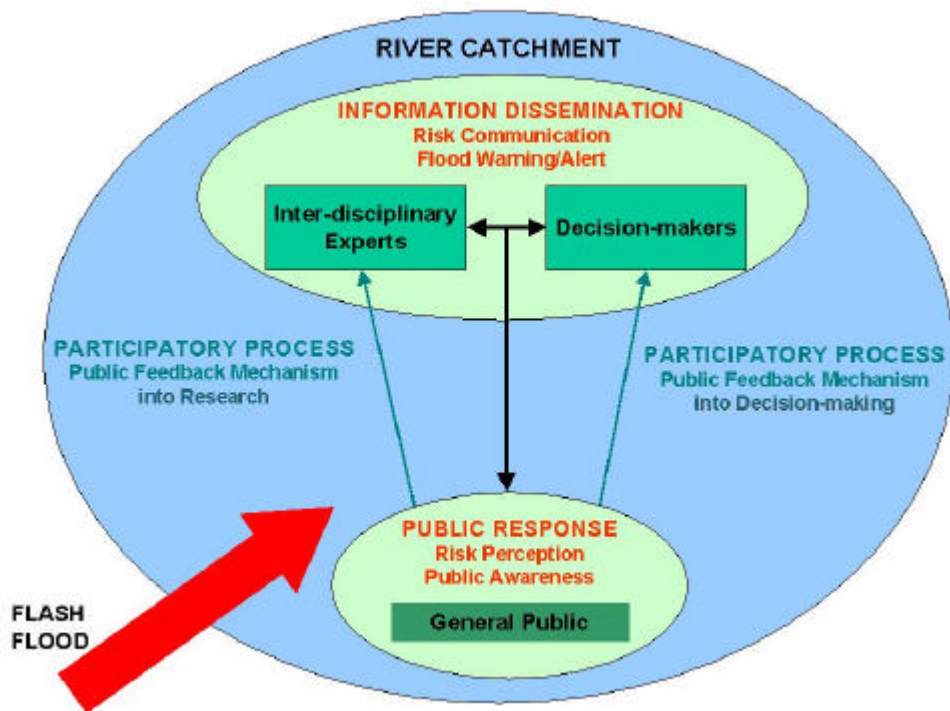 RIVER CATCHMENT
INFORMATION DISSEMINATION
Risk Communication
Flood Warning/Alert
Inter-disciplinary
Experts
Decision-makers
PARTICIPATORY PROCESS
Public Feedback Mechanism
into Research
PARTICIPATORY PROCESS
Public Feedback Mechanism
into Decision-making
PUBLIC RESPONSE
Risk Perception
Public Awareness
General Public
FLASH
FLOOD